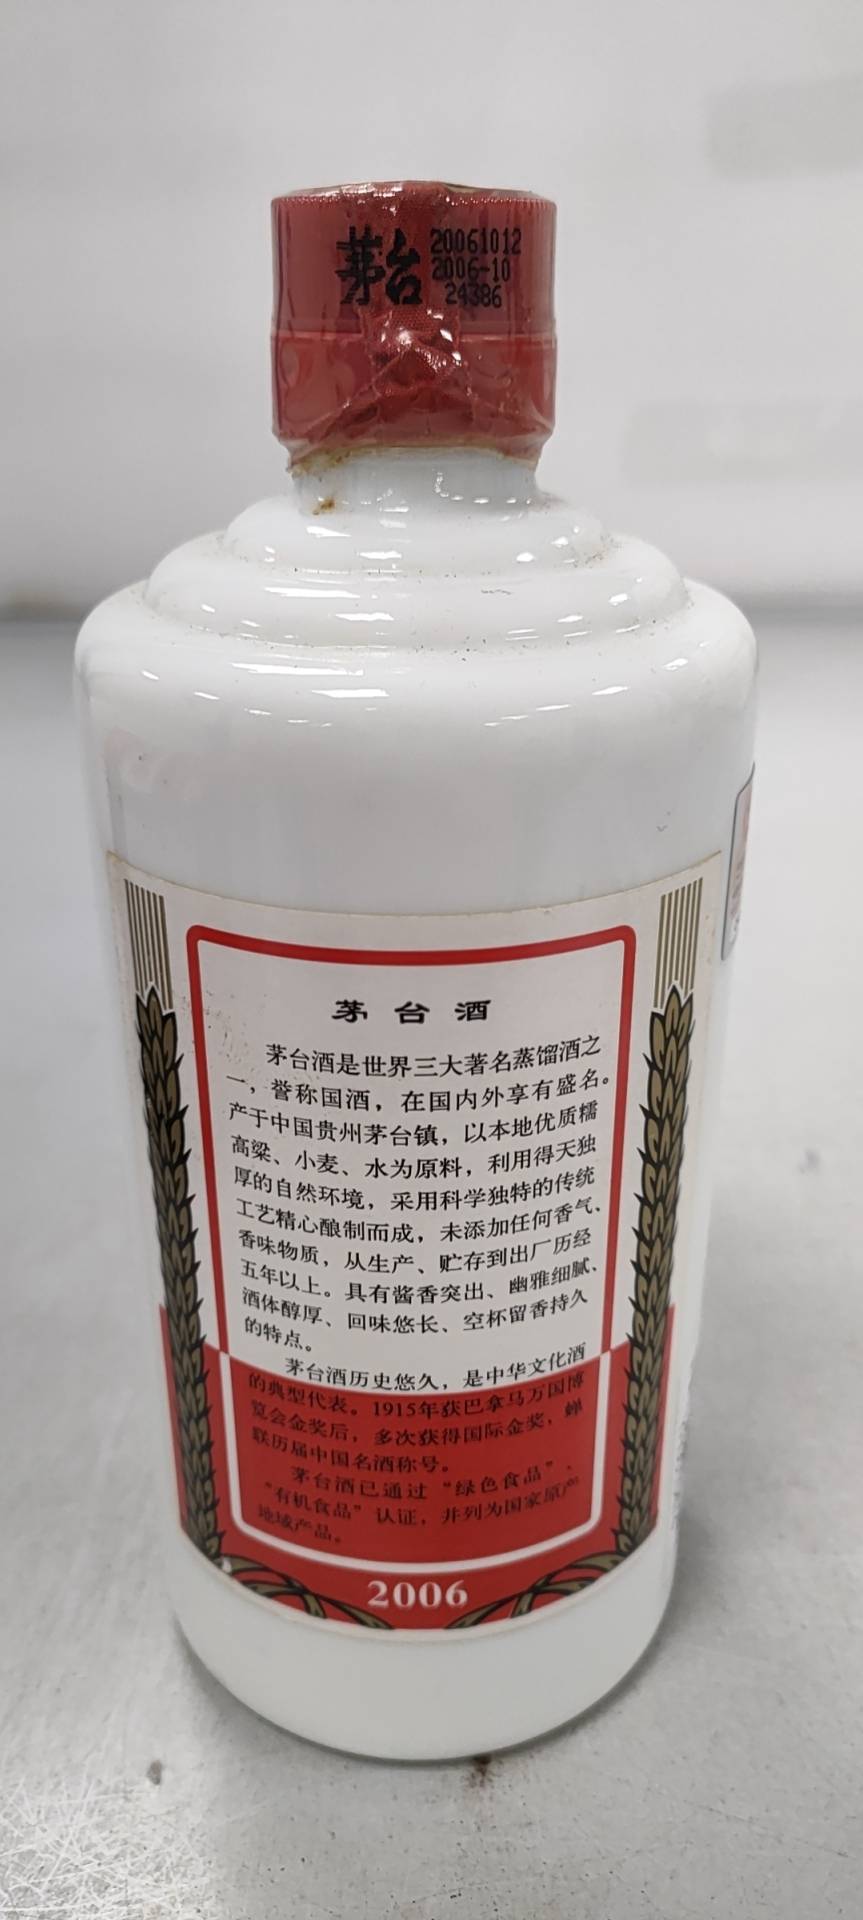 茅台
20061012
2006-10
24386
茅台酒
茅台酒是世界三大著名蒸馏酒之
一，誉称国酒，在国内外享有盛名。
产于中国贵州茅台镇，以本地优质糯
高粱、小麦、水为原料，利用得天独
厚的自然环境，采用科学独特的传统
工艺精心酿制而成，未添加任何香气、
香味物质，从生产、贮存到出厂历经
五年以上。具有酱香突出、幽雅细腻、
酒体醇厚、回味悠长、空杯留香持久
的特点。
茅台酒历史悠久，是中华文化酒
的典型代表。1915年获巴拿马万国博
览会金奖后，多次获得国际金奖，蝉
联历届中国名酒称号。
茅台酒已通过“绿色食品”、
“有机食品”认证，并列为国家原产
地域产品。
2006